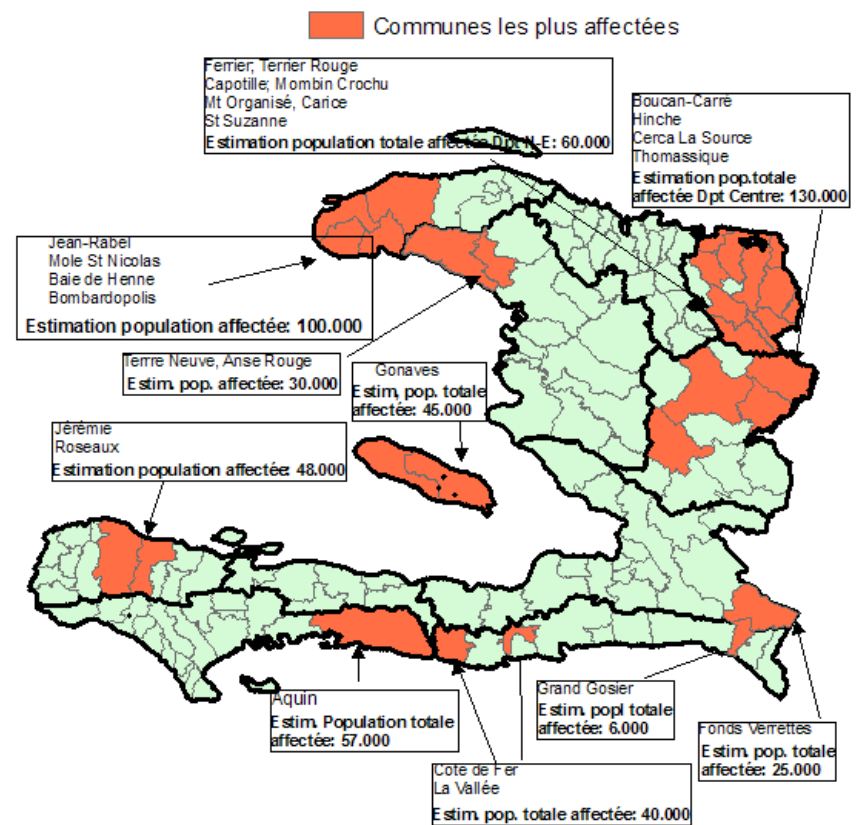 Communes les plus affectées
Ferrier; Terrier Rouge
Capotille; Mombin Crochu
Mt Organisé, Carice
St Suzanne
Estimation population totale affectée Dpt N-E: 60.000
Boucan-Carré
Hinche
Cerca La Source
Thomassique
Estimation pop.totale
affectée Dpt Centre: 130.000
Jean-Rabel
Mole St Nicolas
Baie de Henne
Bombardopolis
Estimation population affectée: 100.000
Terrre Neuve, Anse Rouge
Estim. pop. affectée: 30.000
Gonaves
Estim, pop. totale
affectée: 45.000
Jérémie
Roseaux
Estimation population affectée: 48.000
Aquin
Estim. Population totale
affectée: 57.000
Grand Gosier
Estim. popl totale
affectée: 6.000
Fonds Verrettes
Estim. pop. totale
affectée: 25.000
Cote de Fer
La Vallée
Estim. pop. totale affectée: 40.000